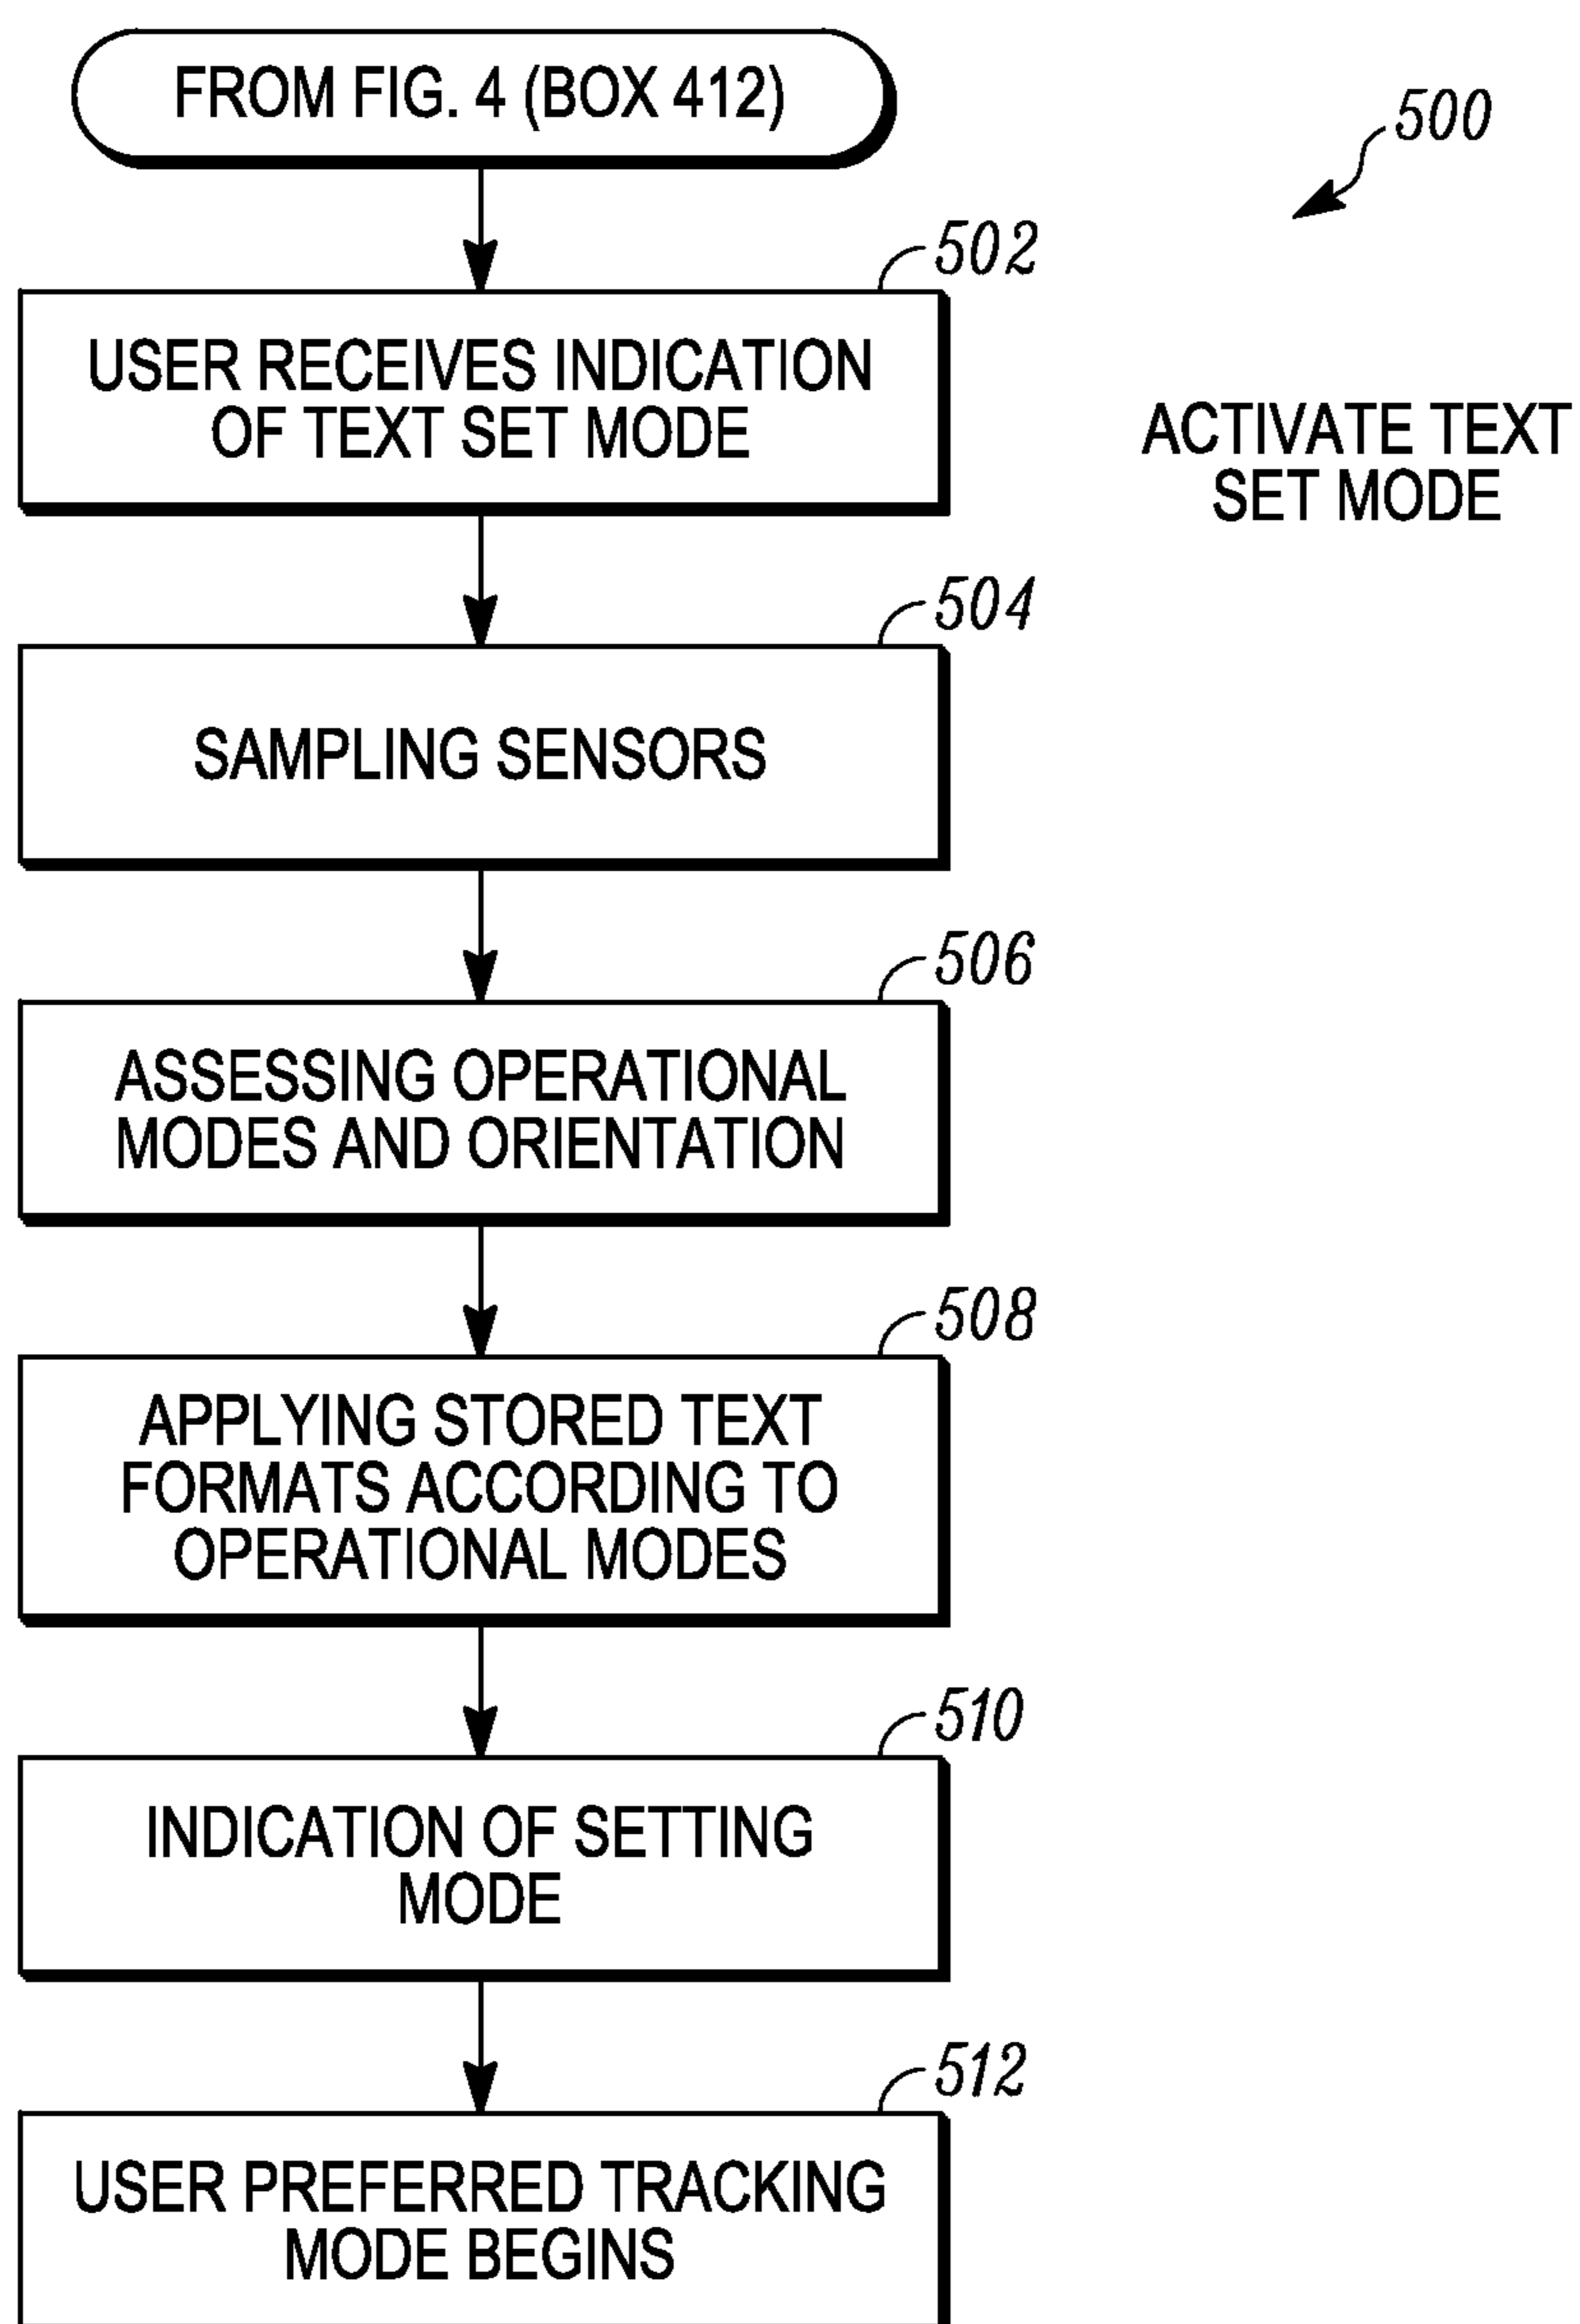 FROM FIG. 4 (BOX 412)
500
502
USER RECEIVES INDICATION
OF TEXT SET MODE
ACTIVATE TEXT
SET MODE
504
SAMPLING SENSORS
506
ASSESSING OPERATIONAL
MODES AND ORIENTATION
508
APPLYING STORED TEXT
FORMATS ACCORDING TO
OPERATIONAL MODES
510
INDICATION OF SETTING
MODE
512
USER PREFERRED TRACKING
MODE BEGINS